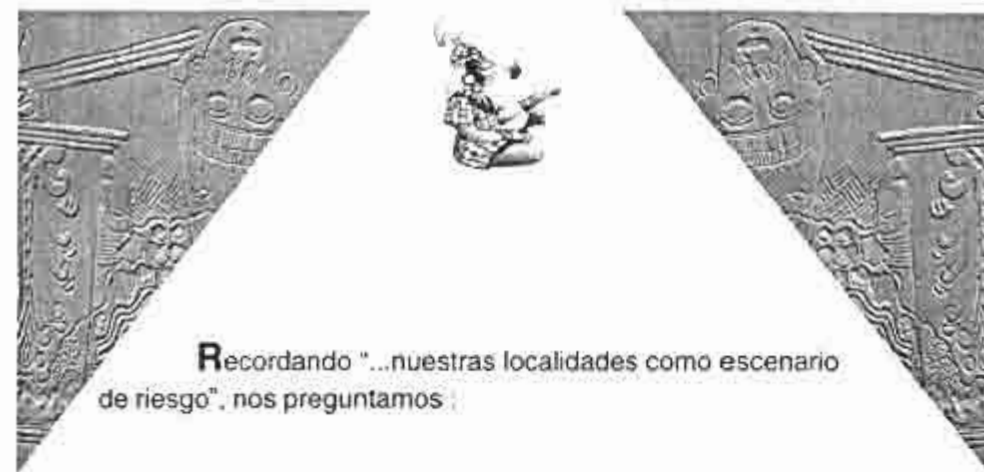 Recordando "...nuestras localidades como escenario
de riesgo", nos preguntamos :